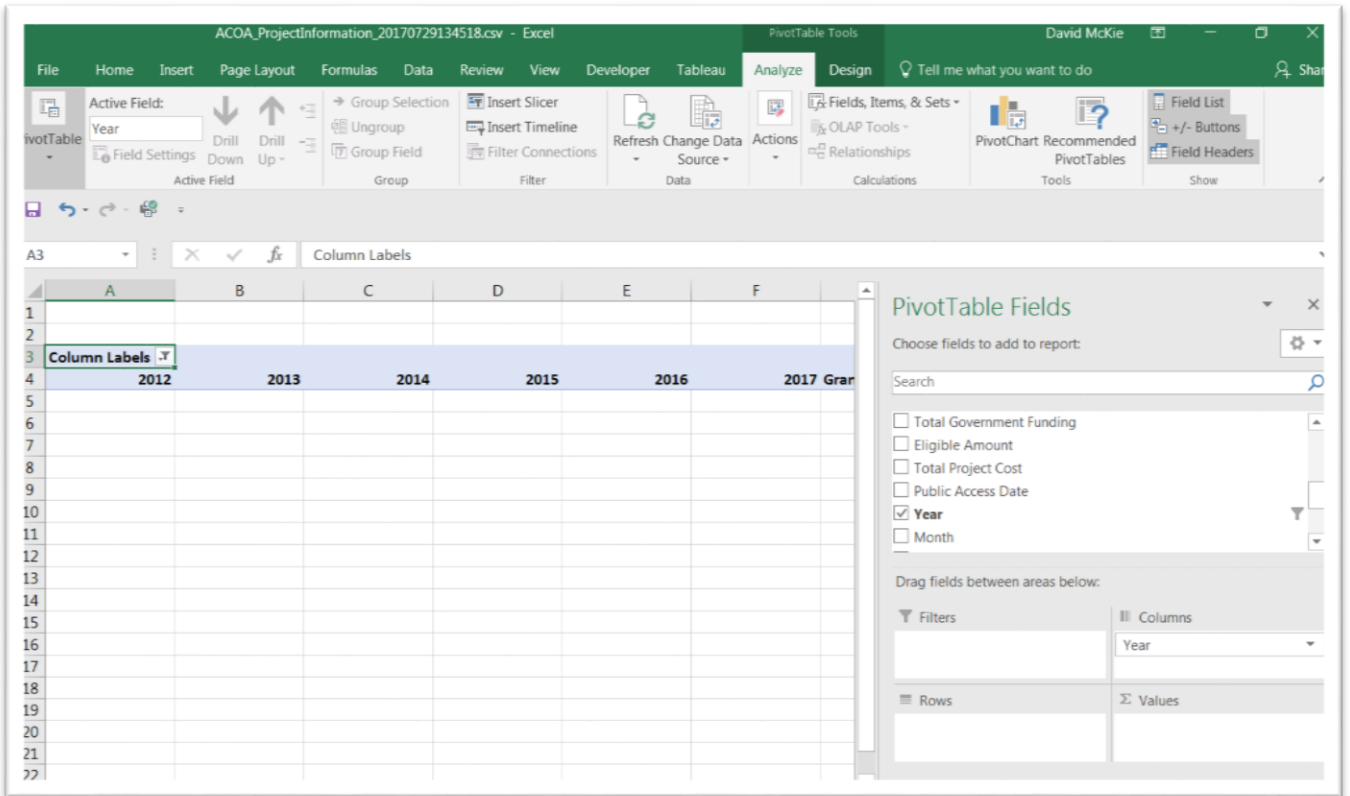 ACOA_ProjectInformation_20170729134518.csv - Excel
PivotTable Tools
David McKie
File Home Insert Page Layout Formulas Data Review View Developer Tableau Analyze Design Tell me what you want to do Shar
ivotTable
Active Field:
Year
Field Settings
Drill Down
Drill Up
Active Field
Group Selection
Ungroup
Group Field
Group
Insert Slicer
Insert Timeline
Filter Connections
Filter
Refresh
Change Data Source
Data
Actions
Fields, Items, & Sets
OLAP Tools
Relationships
Calculations
PivotChart
Recommended PivotTables
Tools
Field List
+/- Buttons
Field Headers
Show
A3 fx Column Labels
A B C D E F
1
2
3 Column Labels
4 2012 2013 2014 2015 2016 2017 Gran
5
6
7
8
9
10
11
12
13
14
15
16
17
18
19
20
21
22
PivotTable Fields
Choose fields to add to report:
Search
Total Government Funding
Eligible Amount
Total Project Cost
Public Access Date
Year
Month
Drag fields between areas below:
Filters
Columns
Year
Rows
Σ Values